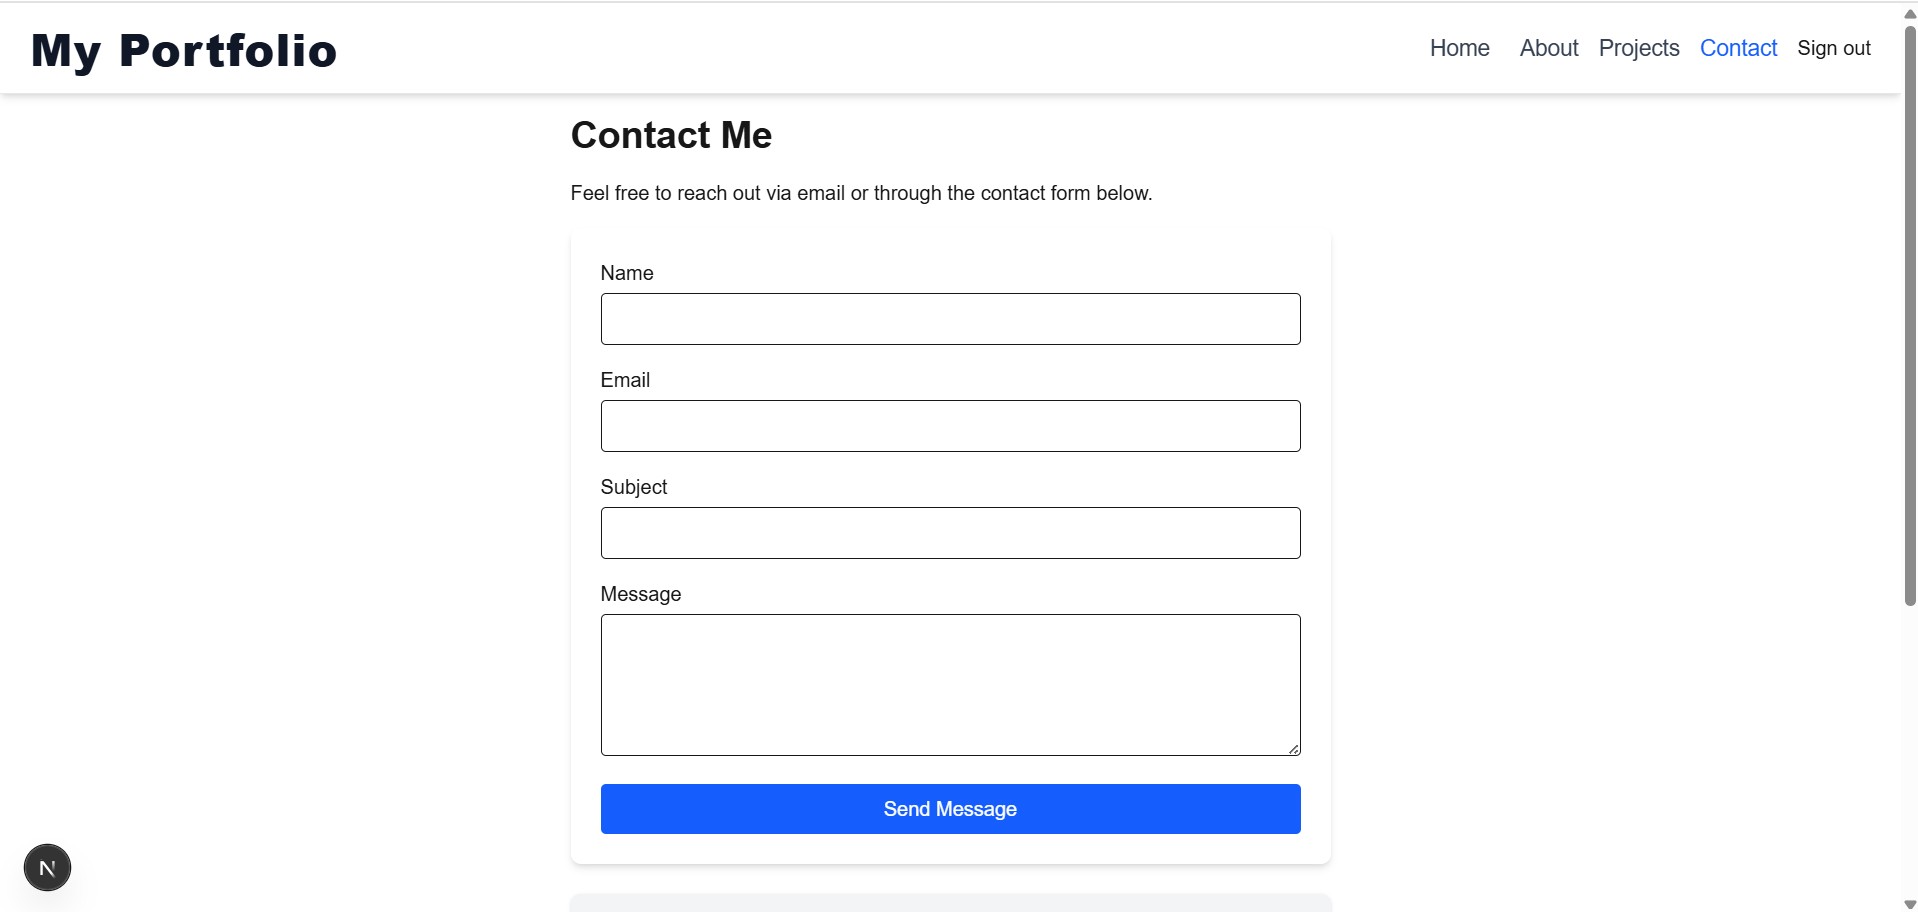 My Portfolio
Home About Projects Contact Sign out
Contact Me
Feel free to reach out via email or through the contact form below.
Name
Email
Subject
Message
Send Message
N